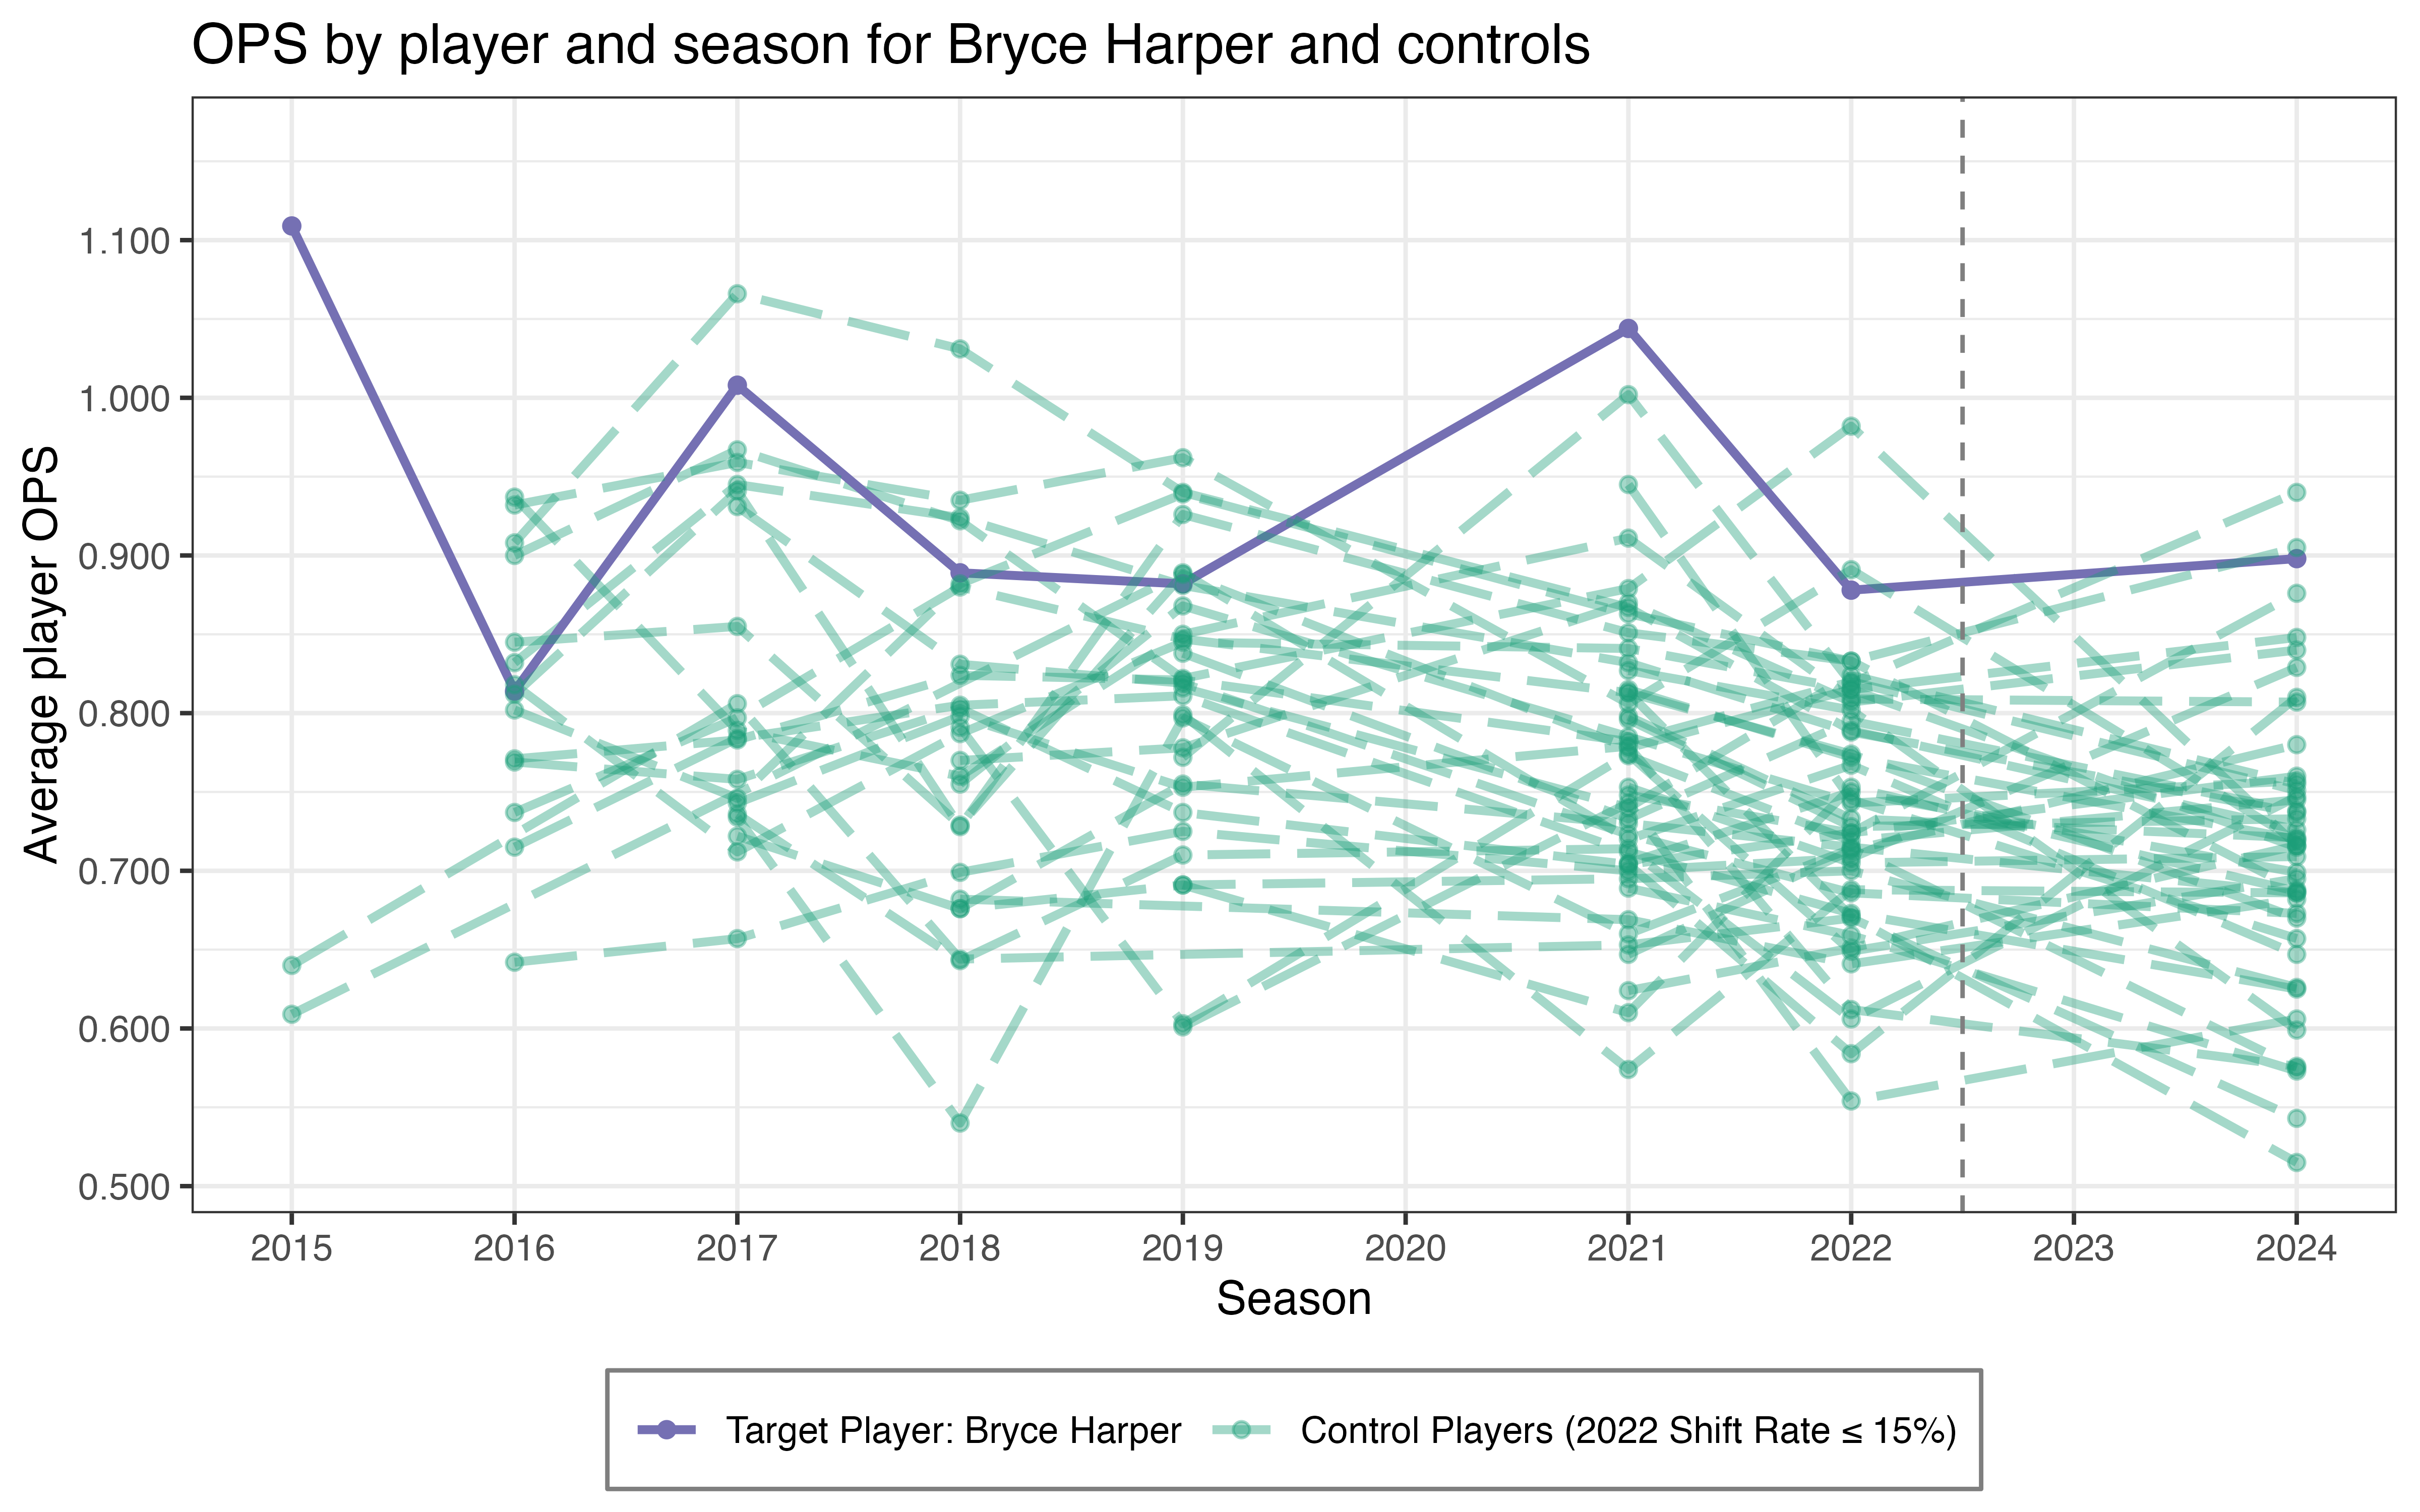 OPS by player and season for Bryce Harper and controls
Average player OPS
1.100
1.000
0.900
0.800
0.700
0.600
0.500
2015 2016 2017 2018 2019 2020 2021 2022 2023 2024
Season
Target Player: Bryce Harper Control Players (2022 Shift Rate ≤ 15%)